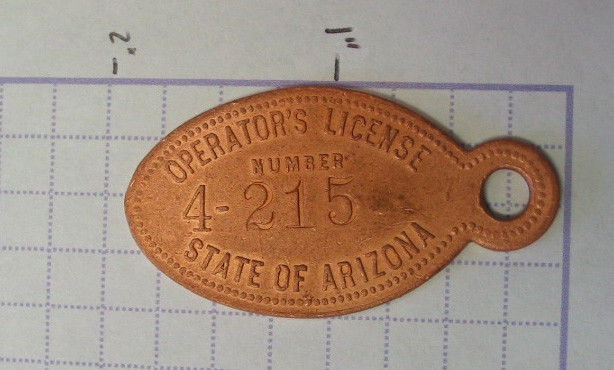 2"
1"
OPERATOR'S LICENSE
NUMBER
4-215
STATE OF ARIZONA